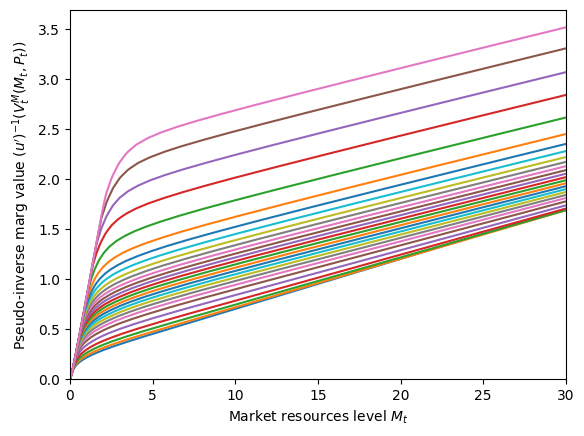 3.5
3.0
2.5
2.0
1.5
1.0
0.5
0.0
Pseudo-inverse marg value $(u')^{-1}(V_t^M(M_t, P_t))$
0 5 10 15 20 25 30
Market resources level $M_t$